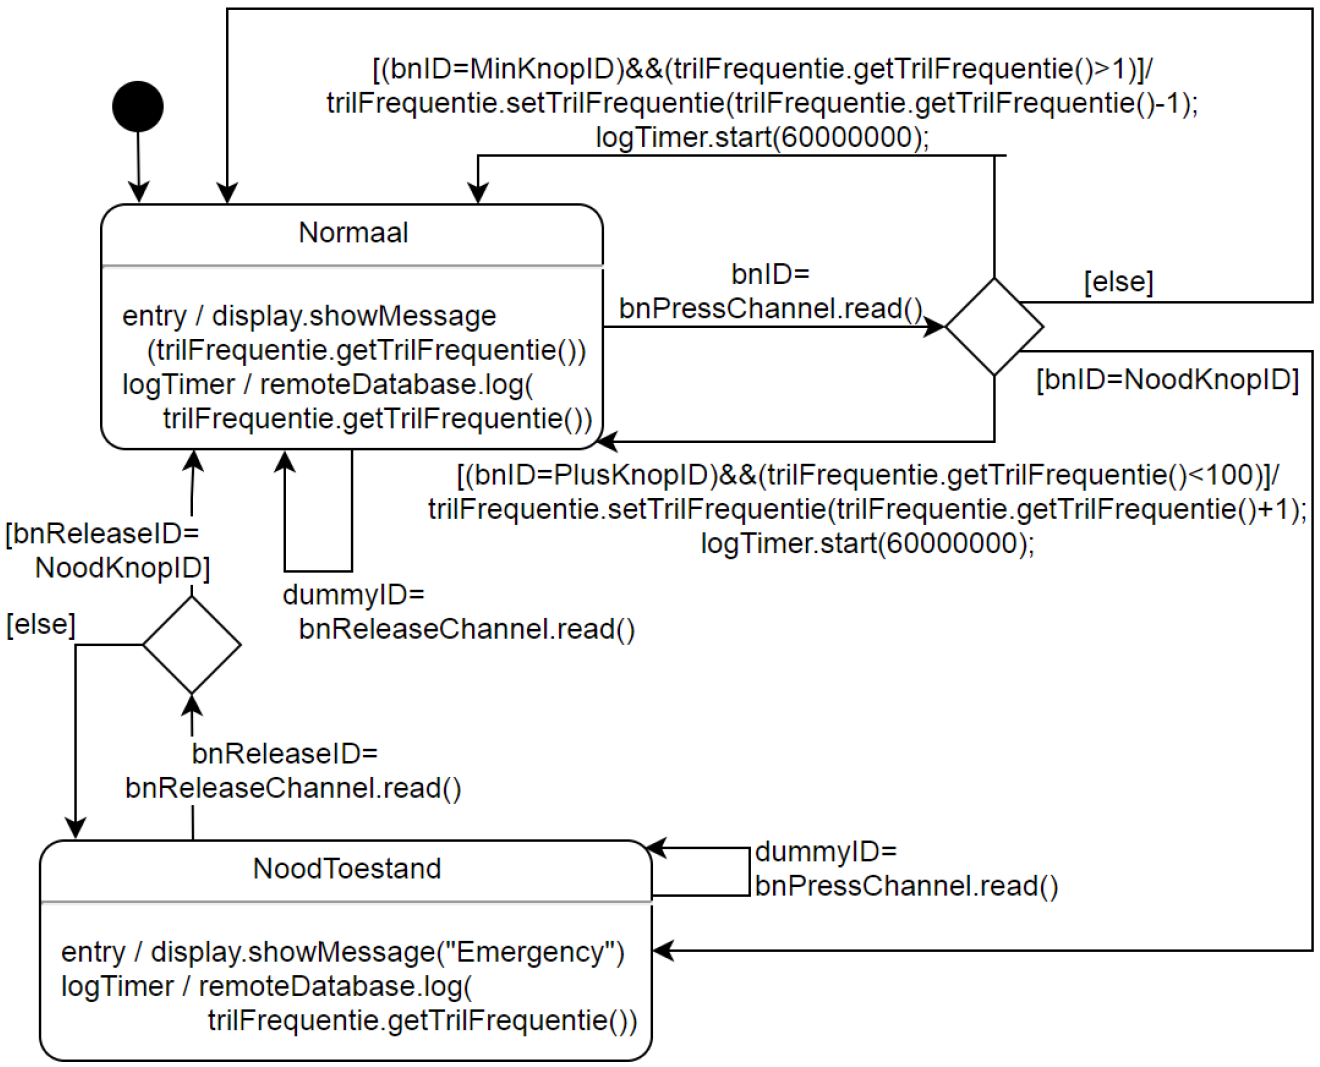 [(bnID=MinKnopID)&&(trilFrequentie.getTrilFrequentie()>1)]/
trilFrequentie.setTrilFrequentie(trilFrequentie.getTrilFrequentie()-1);
logTimer.start(60000000);
Normaal
entry / display.showMessage
(trilFrequentie.getTrilFrequentie())
logTimer / remoteDatabase.log(
trilFrequentie.getTrilFrequentie())
bnID=
bnPressChannel.read()
[else]
[bnID=NoodKnopID]
[(bnID=PlusKnopID)&&(trilFrequentie.getTrilFrequentie()<100)]/
trilFrequentie.setTrilFrequentie(trilFrequentie.getTrilFrequentie()+1);
logTimer.start(60000000);
[bnReleaseID=
NoodKnopID]
[else]
dummyID=
bnReleaseChannel.read()
bnReleaseID=
bnReleaseChannel.read()
NoodToestand
entry / display.showMessage("Emergency")
logTimer / remoteDatabase.log(
trilFrequentie.getTrilFrequentie())
dummyID=
bnPressChannel.read()